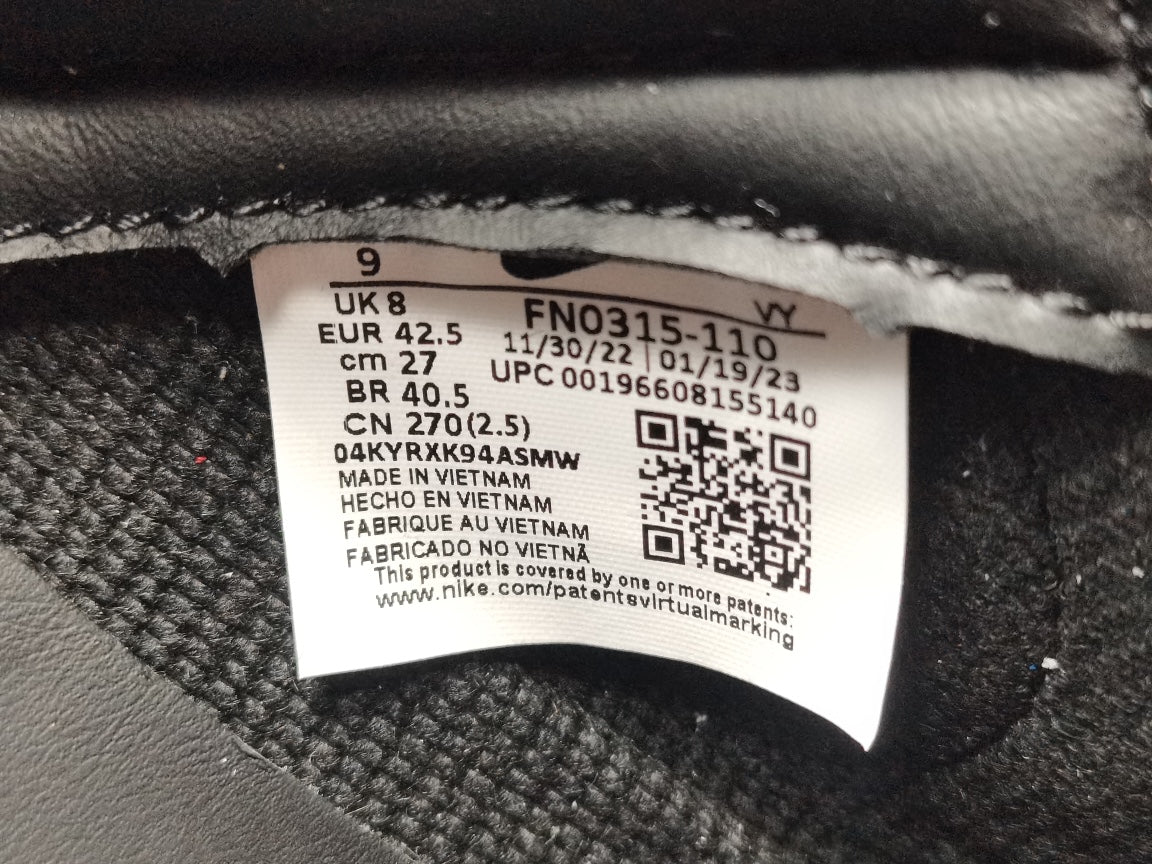 9
VY
UK 8
EUR 42.5
cm 27
BR 40.5
CN 270(2.5)
FN0315-110
11/30/22 | 01/19/23
UPC 00196608155140
04KYRXK94ASMW
MADE IN VIETNAM
HECHO EN VIETNAM
FABRIQUE AU VIETNAM
FABRICADO NO VIETNÃ
This product is covered by one or more patents:
www.nike.com/patentsvirtualmarking